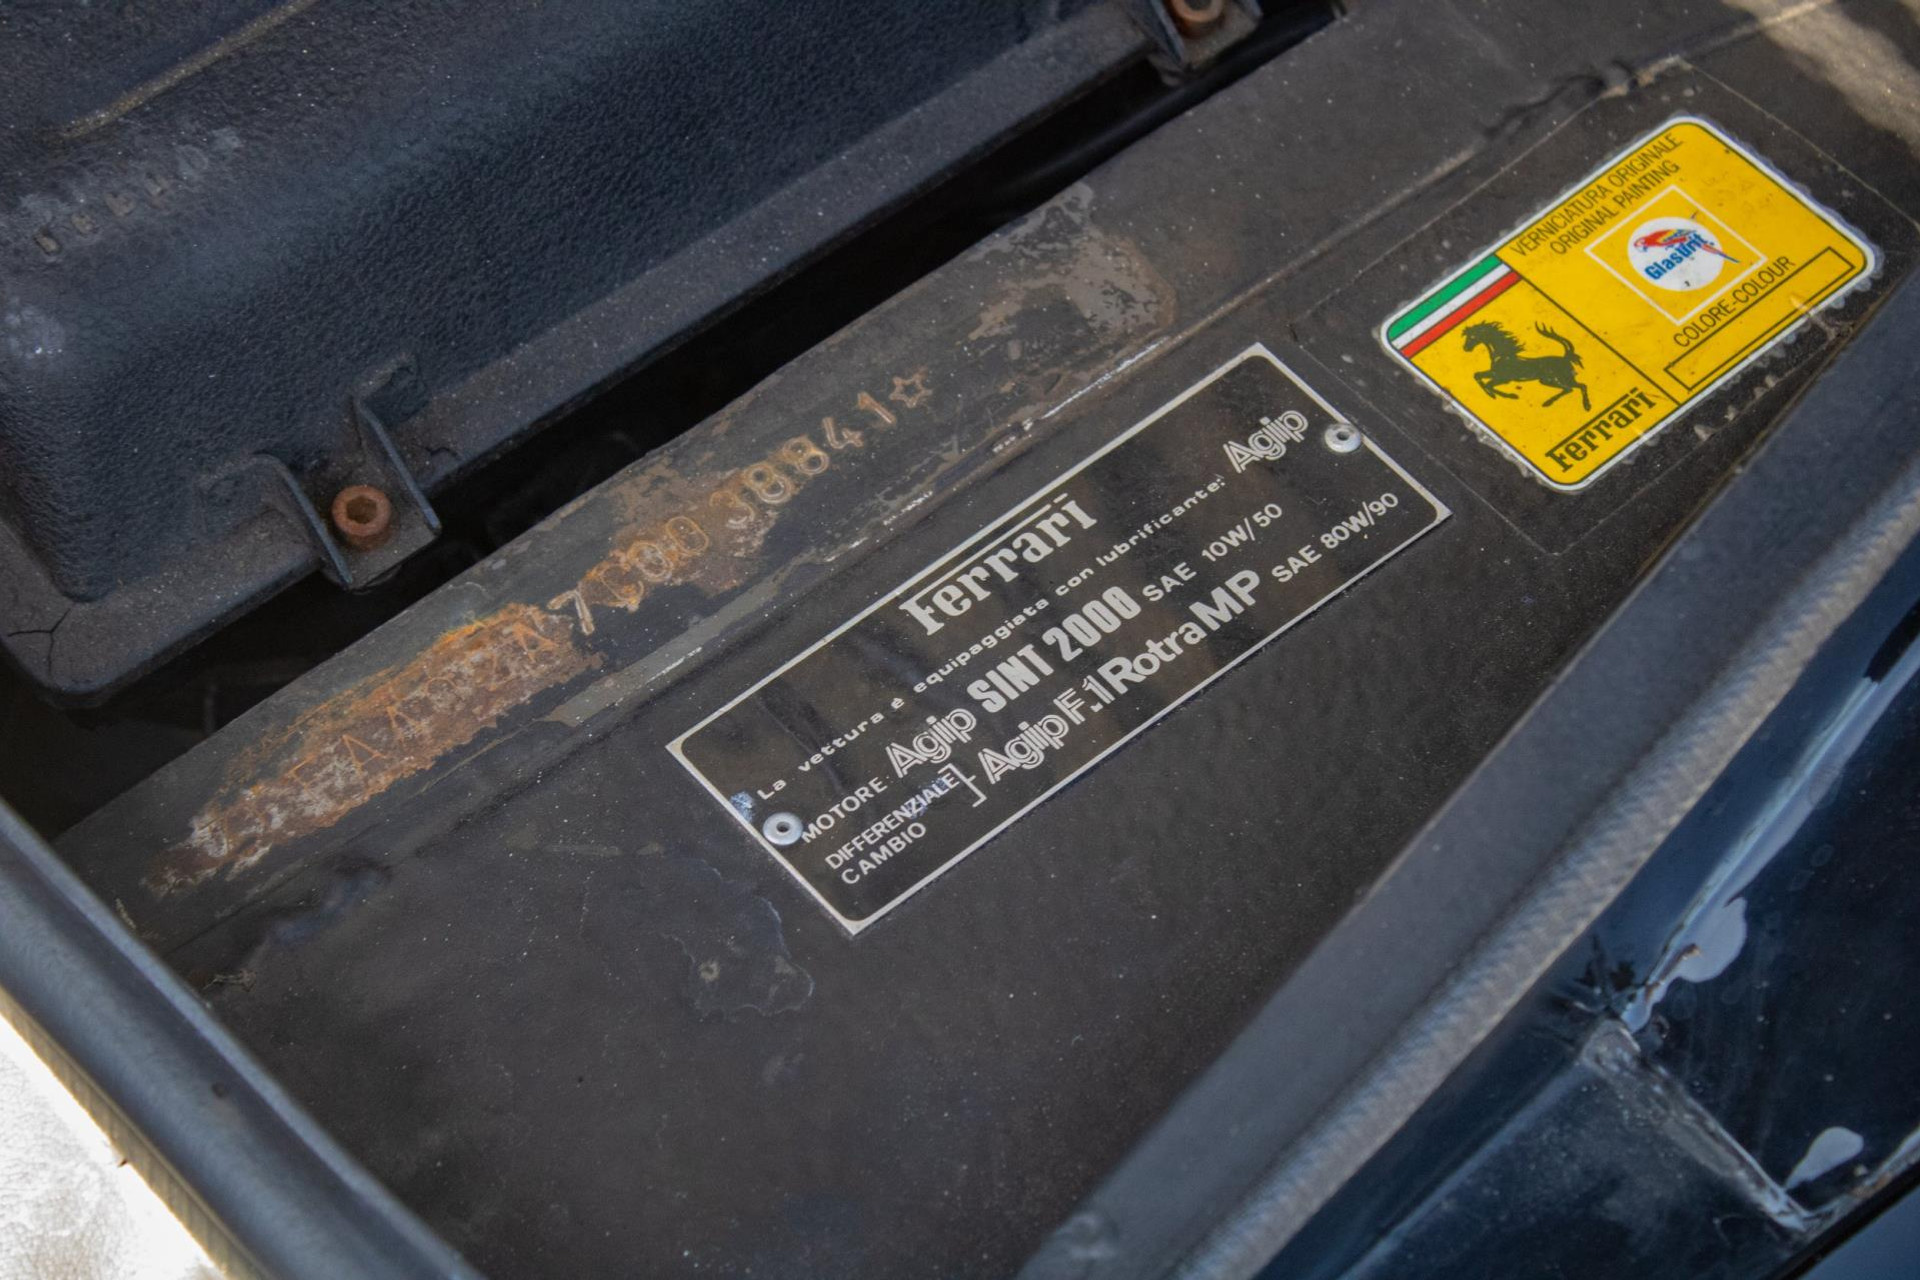 7C0038841☆
Ferrari
La vettura è equipaggiata con lubrificante: Agip
MOTORE Agip SINT 2000 SAE 10W/50
DIFFERENZIALE
CAMBIO
Agip F.1 Rotra MP SAE 80W/90
VERNICIATURA ORIGINALE
ORIGINAL PAINTING
Glasurit
COLORE-COLOUR
Ferrari